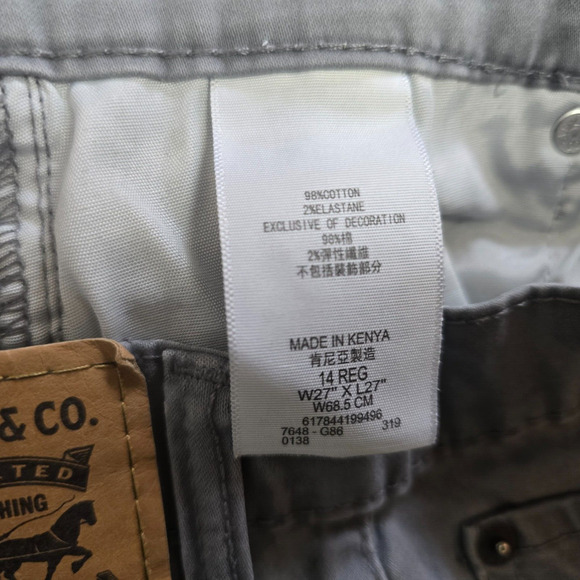 98%COTTON
2%ELASTANE
EXCLUSIVE OF DECORATION
98%棉
2%彈性纖維
不包括裝飾部分
MADE IN KENYA
肯尼亞製造
14 REG
W27" X L27"
W68.5 CM
617844199496
7648 - G86 319
0138
& CO.